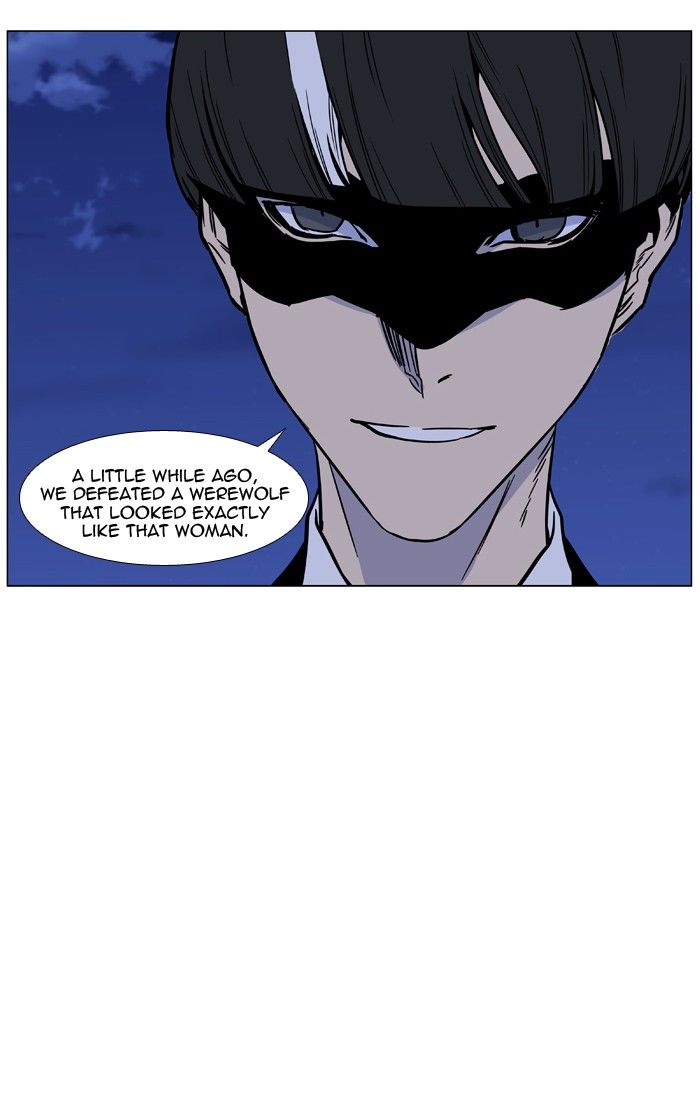 A LITTLE WHILE AGO,
WE DEFEATED A WEREWOLF
THAT LOOKED EXACTLY
LIKE THAT WOMAN.